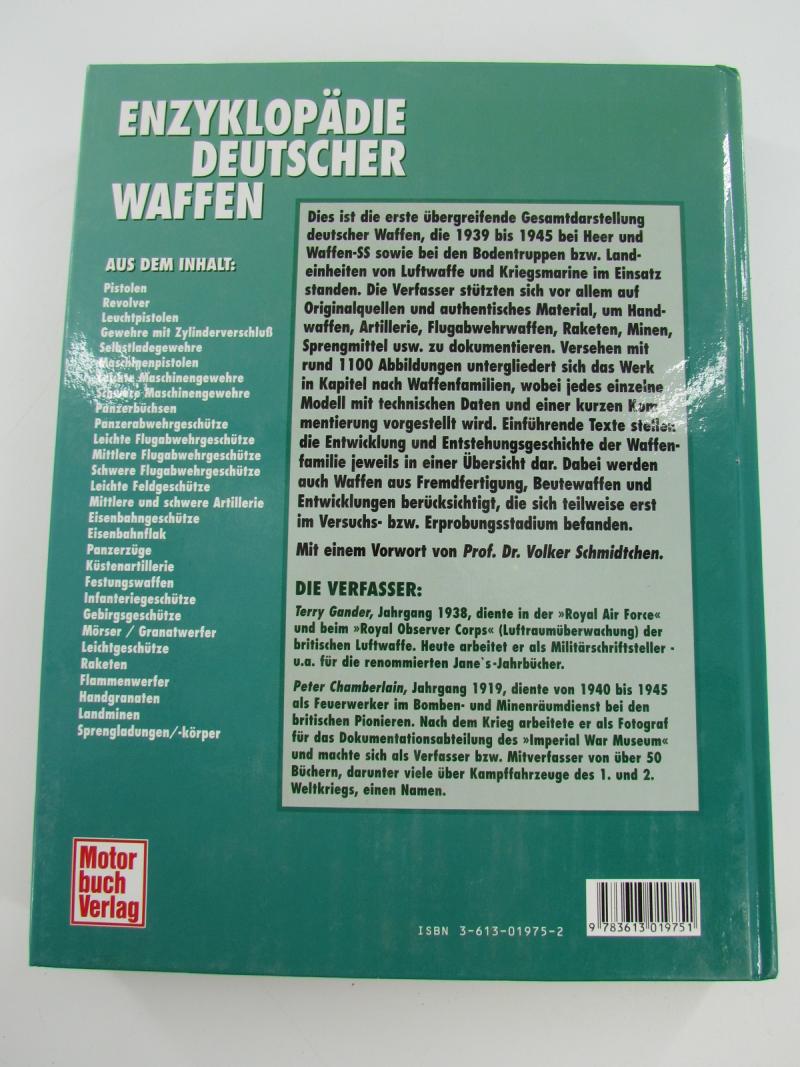 ENZYKLOPÄDIE
DEUTSCHER
WAFFEN
AUS DEM INHALT:
Pistolen
Revolver
Leuchtpistolen
Gewehre mit Zylinderverschluß
Selbstladegewehre
Maschinenpistolen
Leichte Maschinengewehre
Schwere Maschinengewehre
Panzerbüchsen
Panzerabwehrgeschütze
Leichte Flugabwehrgeschütze
Mittlere Flugabwehrgeschütze
Schwere Flugabwehrgeschütze
Leichte Feldgeschütze
Mittlere und schwere Artillerie
Eisenbahngeschütze
Eisenbahnflak
Panzerzüge
Küstenartillerie
Festungswaffen
Infanteriegeschütze
Gebirgsgeschütze
Mörser / Granatwerfer
Leichtgeschütze
Raketen
Flammenwerfer
Handgranaten
Landminen
Sprengladungen/-körper
Dies ist die erste übergreifende Gesamtdarstellung
deutscher Waffen, die 1939 bis 1945 bei Heer und
Waffen-SS sowie bei den Bodentruppen bzw. Land-
einheiten von Luftwaffe und Kriegsmarine im Einsatz
standen. Die Verfasser stützten sich vor allem auf
Originalquellen und authentisches Material, um Hand-
waffen, Artillerie, Flugabwehrwaffen, Raketen, Minen,
Sprengmittel usw. zu dokumentieren. Versehen mit
rund 1100 Abbildungen untergliedert sich das Werk
in Kapitel nach Waffenfamilien, wobei jedes einzelne
Modell mit technischen Daten und einer kurzen Kom-
mentierung vorgestellt wird. Einführende Texte stellen
die Entwicklung und Entstehungsgeschichte der Waffen-
familie jeweils in einer Übersicht dar. Dabei werden
auch Waffen aus Fremdfertigung, Beutewaffen und
Entwicklungen berücksichtigt, die sich teilweise erst
im Versuchs- bzw. Erprobungsstadium befanden.
Mit einem Vorwort von Prof. Dr. Volker Schmidtchen.
DIE VERFASSER:
Terry Gander, Jahrgang 1938, diente in der »Royal Air Force«
und beim »Royal Observer Corps« (Luftraumüberwachung) der
britischen Luftwaffe. Heute arbeitet er als Militärschriftsteller -
u.a. für die renommierten Jane`s-Jahrbücher.
Peter Chamberlain, Jahrgang 1919, diente von 1940 bis 1945
als Feuerwerker im Bomben- und Minenräumdienst bei den
britischen Pionieren. Nach dem Krieg arbeitete er als Fotograf
für das Dokumentationsabteilung des »Imperial War Museum«
und machte sich als Verfasser bzw. Mitverfasser von über 50
Büchern, darunter viele über Kampffahrzeuge des 1. und 2.
Weltkriegs, einen Namen.
Motor
buch
Verlag
ISBN 3-613-01975-2
9 783613 019751